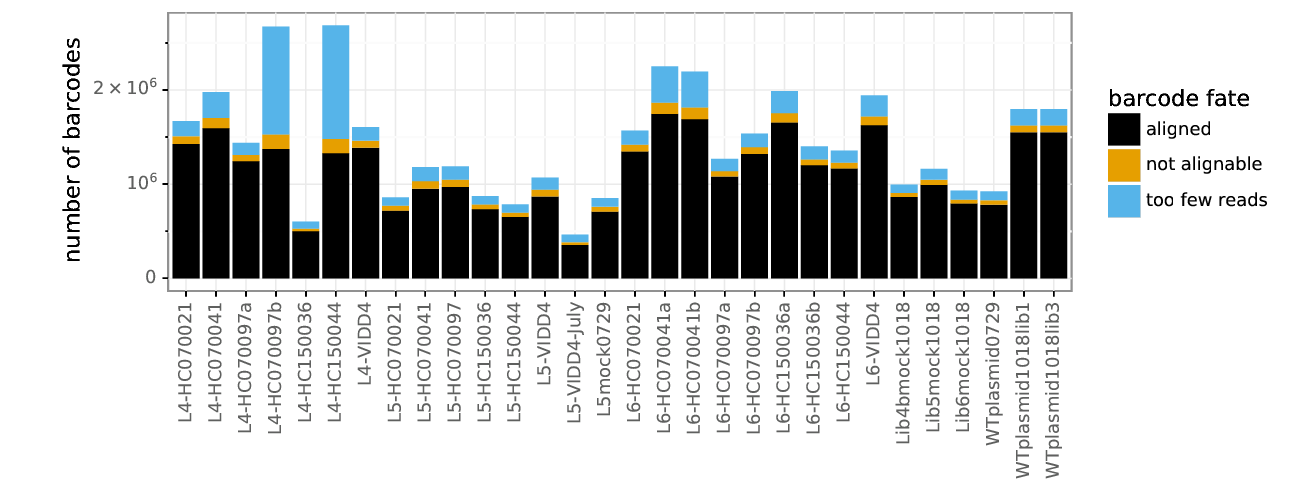 number of barcodes
2 × 10⁶
10⁶
0
L4-HC070021
L4-HC070041
L4-HC070097a
L4-HC070097b
L4-HC150036
L4-HC150044
L4-VIDD4
L5-HC070021
L5-HC070041
L5-HC070097
L5-HC150036
L5-HC150044
L5-VIDD4
L5-VIDD4-July
L5mock0729
L6-HC070021
L6-HC070041a
L6-HC070041b
L6-HC070097a
L6-HC070097b
L6-HC150036a
L6-HC150036b
L6-HC150044
L6-VIDD4
Lib4bmock1018
Lib5mock1018
Lib6mock1018
WTplasmid0729
WTplasmid1018lib1
WTplasmid1018lib3
barcode fate
aligned
not alignable
too few reads